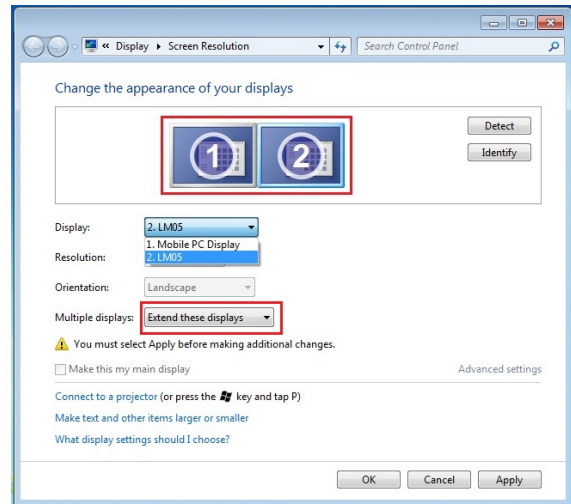 « Display ▸ Screen Resolution
Search Control Panel
Change the appearance of your displays
1
2
Detect
Identify
Display:
2. LM05
1. Mobile PC Display
2. LM05
Resolution:
Orientation:
Landscape
Multiple displays:
Extend these displays
You must select Apply before making additional changes.
Make this my main display
Advanced settings
Connect to a projector (or press the key and tap P)
Make text and other items larger or smaller
What display settings should I choose?
OK
Cancel
Apply